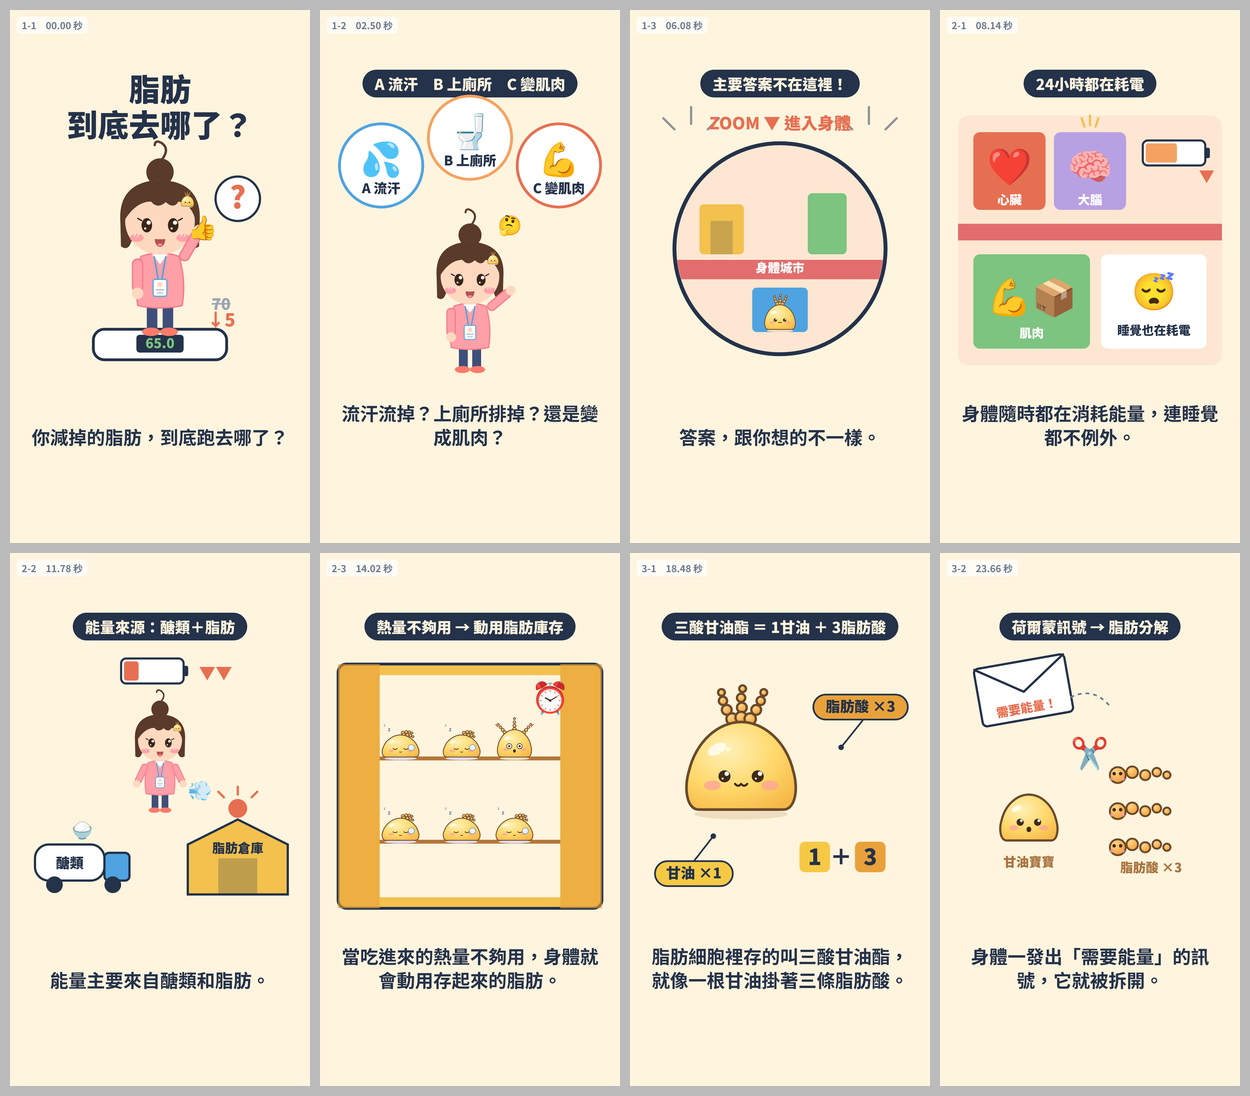 1-1 00.00 秒
脂肪
到底去哪了？
?
70
↓5
65.0
你減掉的脂肪，到底跑去哪了？
1-2 02.50 秒
A 流汗 B 上廁所 C 變肌肉
A 流汗
B 上廁所
C 變肌肉
流汗流掉？上廁所排掉？還是變
成肌肉？
1-3 06.08 秒
主要答案不在這裡！
ZOOM ▼ 進入身體
身體城市
答案，跟你想的不一樣。
2-1 08.14 秒
24小時都在耗電
心臟
大腦
肌肉
睡覺也在耗電
身體隨時都在消耗能量，連睡覺
都不例外。
2-2 11.78 秒
能量來源：醣類＋脂肪
醣類
脂肪倉庫
能量主要來自醣類和脂肪。
2-3 14.02 秒
熱量不夠用 → 動用脂肪庫存
當吃進來的熱量不夠用，身體就
會動用存起來的脂肪。
3-1 18.48 秒
三酸甘油酯 ＝ 1甘油 ＋ 3脂肪酸
脂肪酸 ×3
甘油 ×1
1 + 3
脂肪細胞裡存的叫三酸甘油酯，
就像一根甘油掛著三條脂肪酸。
3-2 23.66 秒
荷爾蒙訊號 → 脂肪分解
需要能量！
甘油寶寶
脂肪酸 ×3
身體一發出「需要能量」的訊
號，它就被拆開。